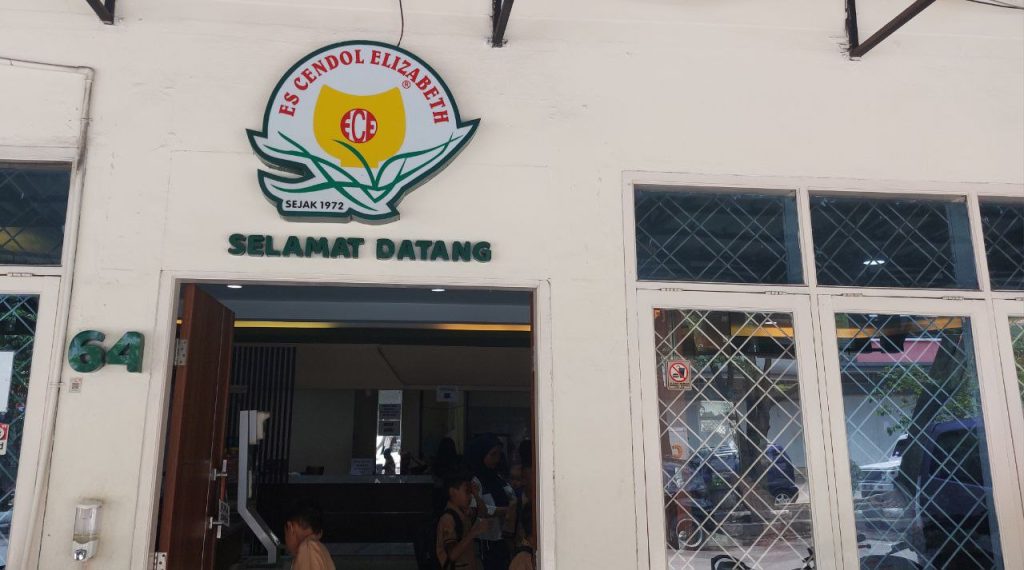 ES CENDOL ELIZABETH
®
ECE
SEJAK 1972
SELAMAT DATANG
64